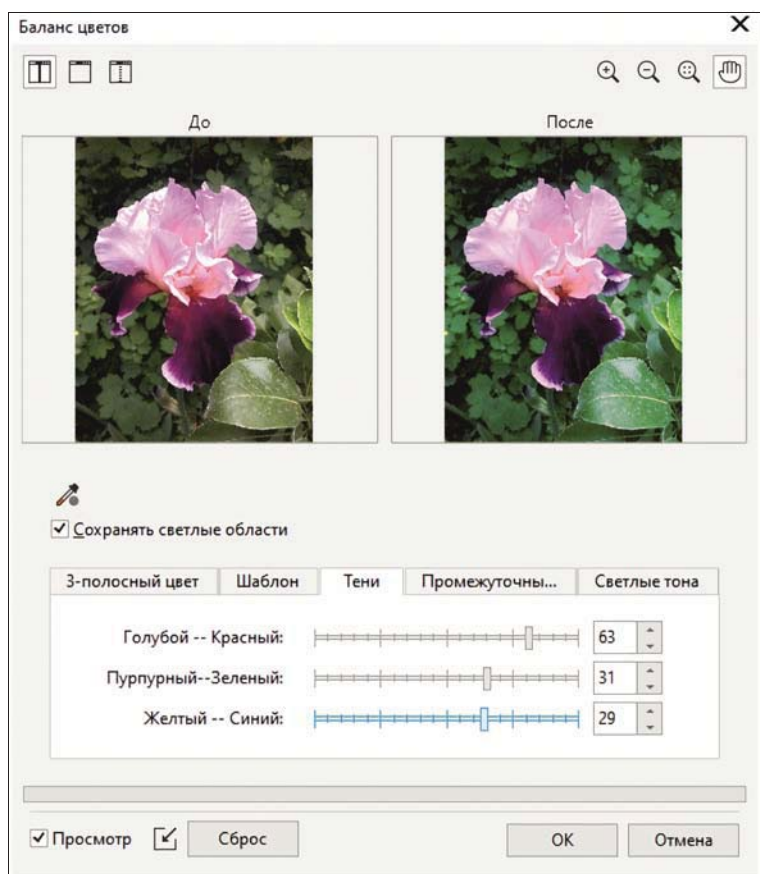 Баланс цветов
До После
Сохранять светлые области
3-полосный цвет Шаблон Тени Промежуточны... Светлые тона
Голубой -- Красный: 63
Пурпурный--Зеленый: 31
Желтый -- Синий: 29
Просмотр Сброс OK Отмена